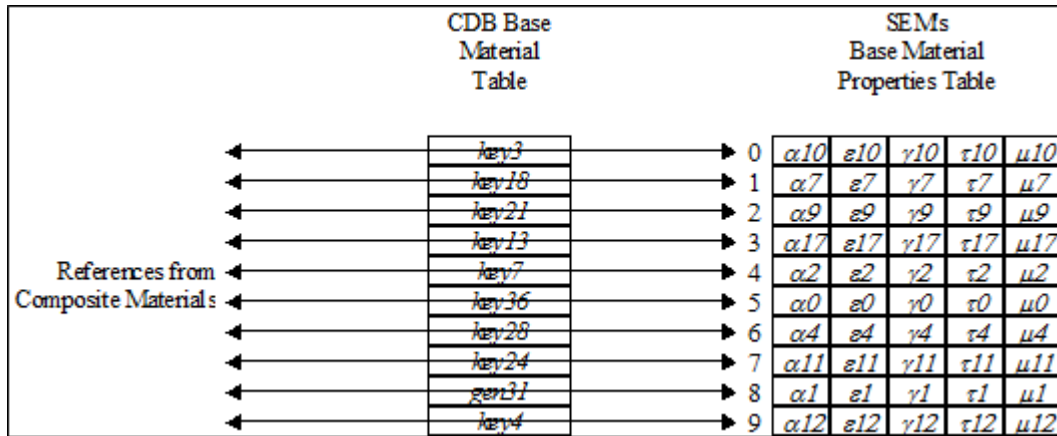 CDB Base
Material
Table
SEMs
Base Material
Properties Table
key3 0 α10 ε10 γ10 τ10 μ10
key18 1 α7 ε7 γ7 τ7 μ7
key21 2 α9 ε9 γ9 τ9 μ9
key13 3 α17 ε17 γ17 τ17 μ17
References from
Composite Materials
key7 4 α2 ε2 γ2 τ2 μ2
key36 5 α0 ε0 γ0 τ0 μ0
key28 6 α4 ε4 γ4 τ4 μ4
key24 7 α11 ε11 γ11 τ11 μ11
gen31 8 α1 ε1 γ1 τ1 μ1
key4 9 α12 ε12 γ12 τ12 μ12